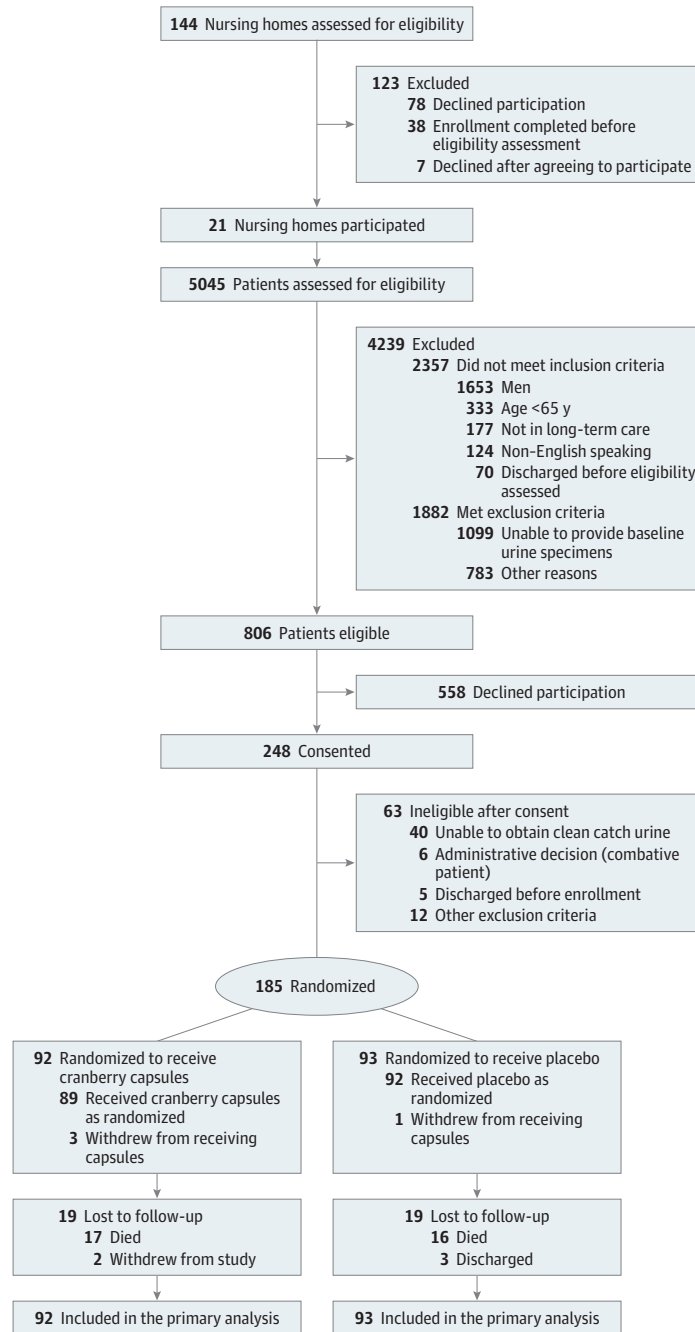 144 Nursing homes assessed for eligibility
123 Excluded
78 Declined participation
38 Enrollment completed before
eligibility assessment
7 Declined after agreeing to participate
21 Nursing homes participated
5045 Patients assessed for eligibility
4239 Excluded
2357 Did not meet inclusion criteria
1653 Men
333 Age <65 y
177 Not in long-term care
124 Non-English speaking
70 Discharged before eligibility
assessed
1882 Met exclusion criteria
1099 Unable to provide baseline
urine specimens
783 Other reasons
806 Patients eligible
558 Declined participation
248 Consented
63 Ineligible after consent
40 Unable to obtain clean catch urine
6 Administrative decision (combative
patient)
5 Discharged before enrollment
12 Other exclusion criteria
185 Randomized
92 Randomized to receive
cranberry capsules
89 Received cranberry capsules
as randomized
3 Withdrew from receiving
capsules
93 Randomized to receive placebo
92 Received placebo as
randomized
1 Withdrew from receiving
capsules
19 Lost to follow-up
17 Died
2 Withdrew from study
19 Lost to follow-up
16 Died
3 Discharged
92 Included in the primary analysis
93 Included in the primary analysis